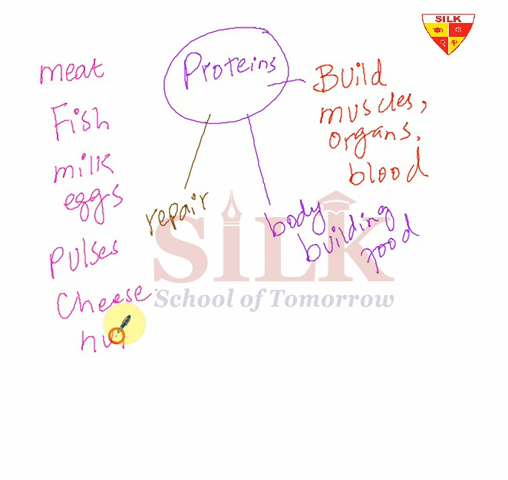 SILK
Proteins
meat
Fish
milk
eggs
pulses
Cheese
Build
muscles,
organs.
blood
repair
body
building
food
SiLK
School of Tomorrow